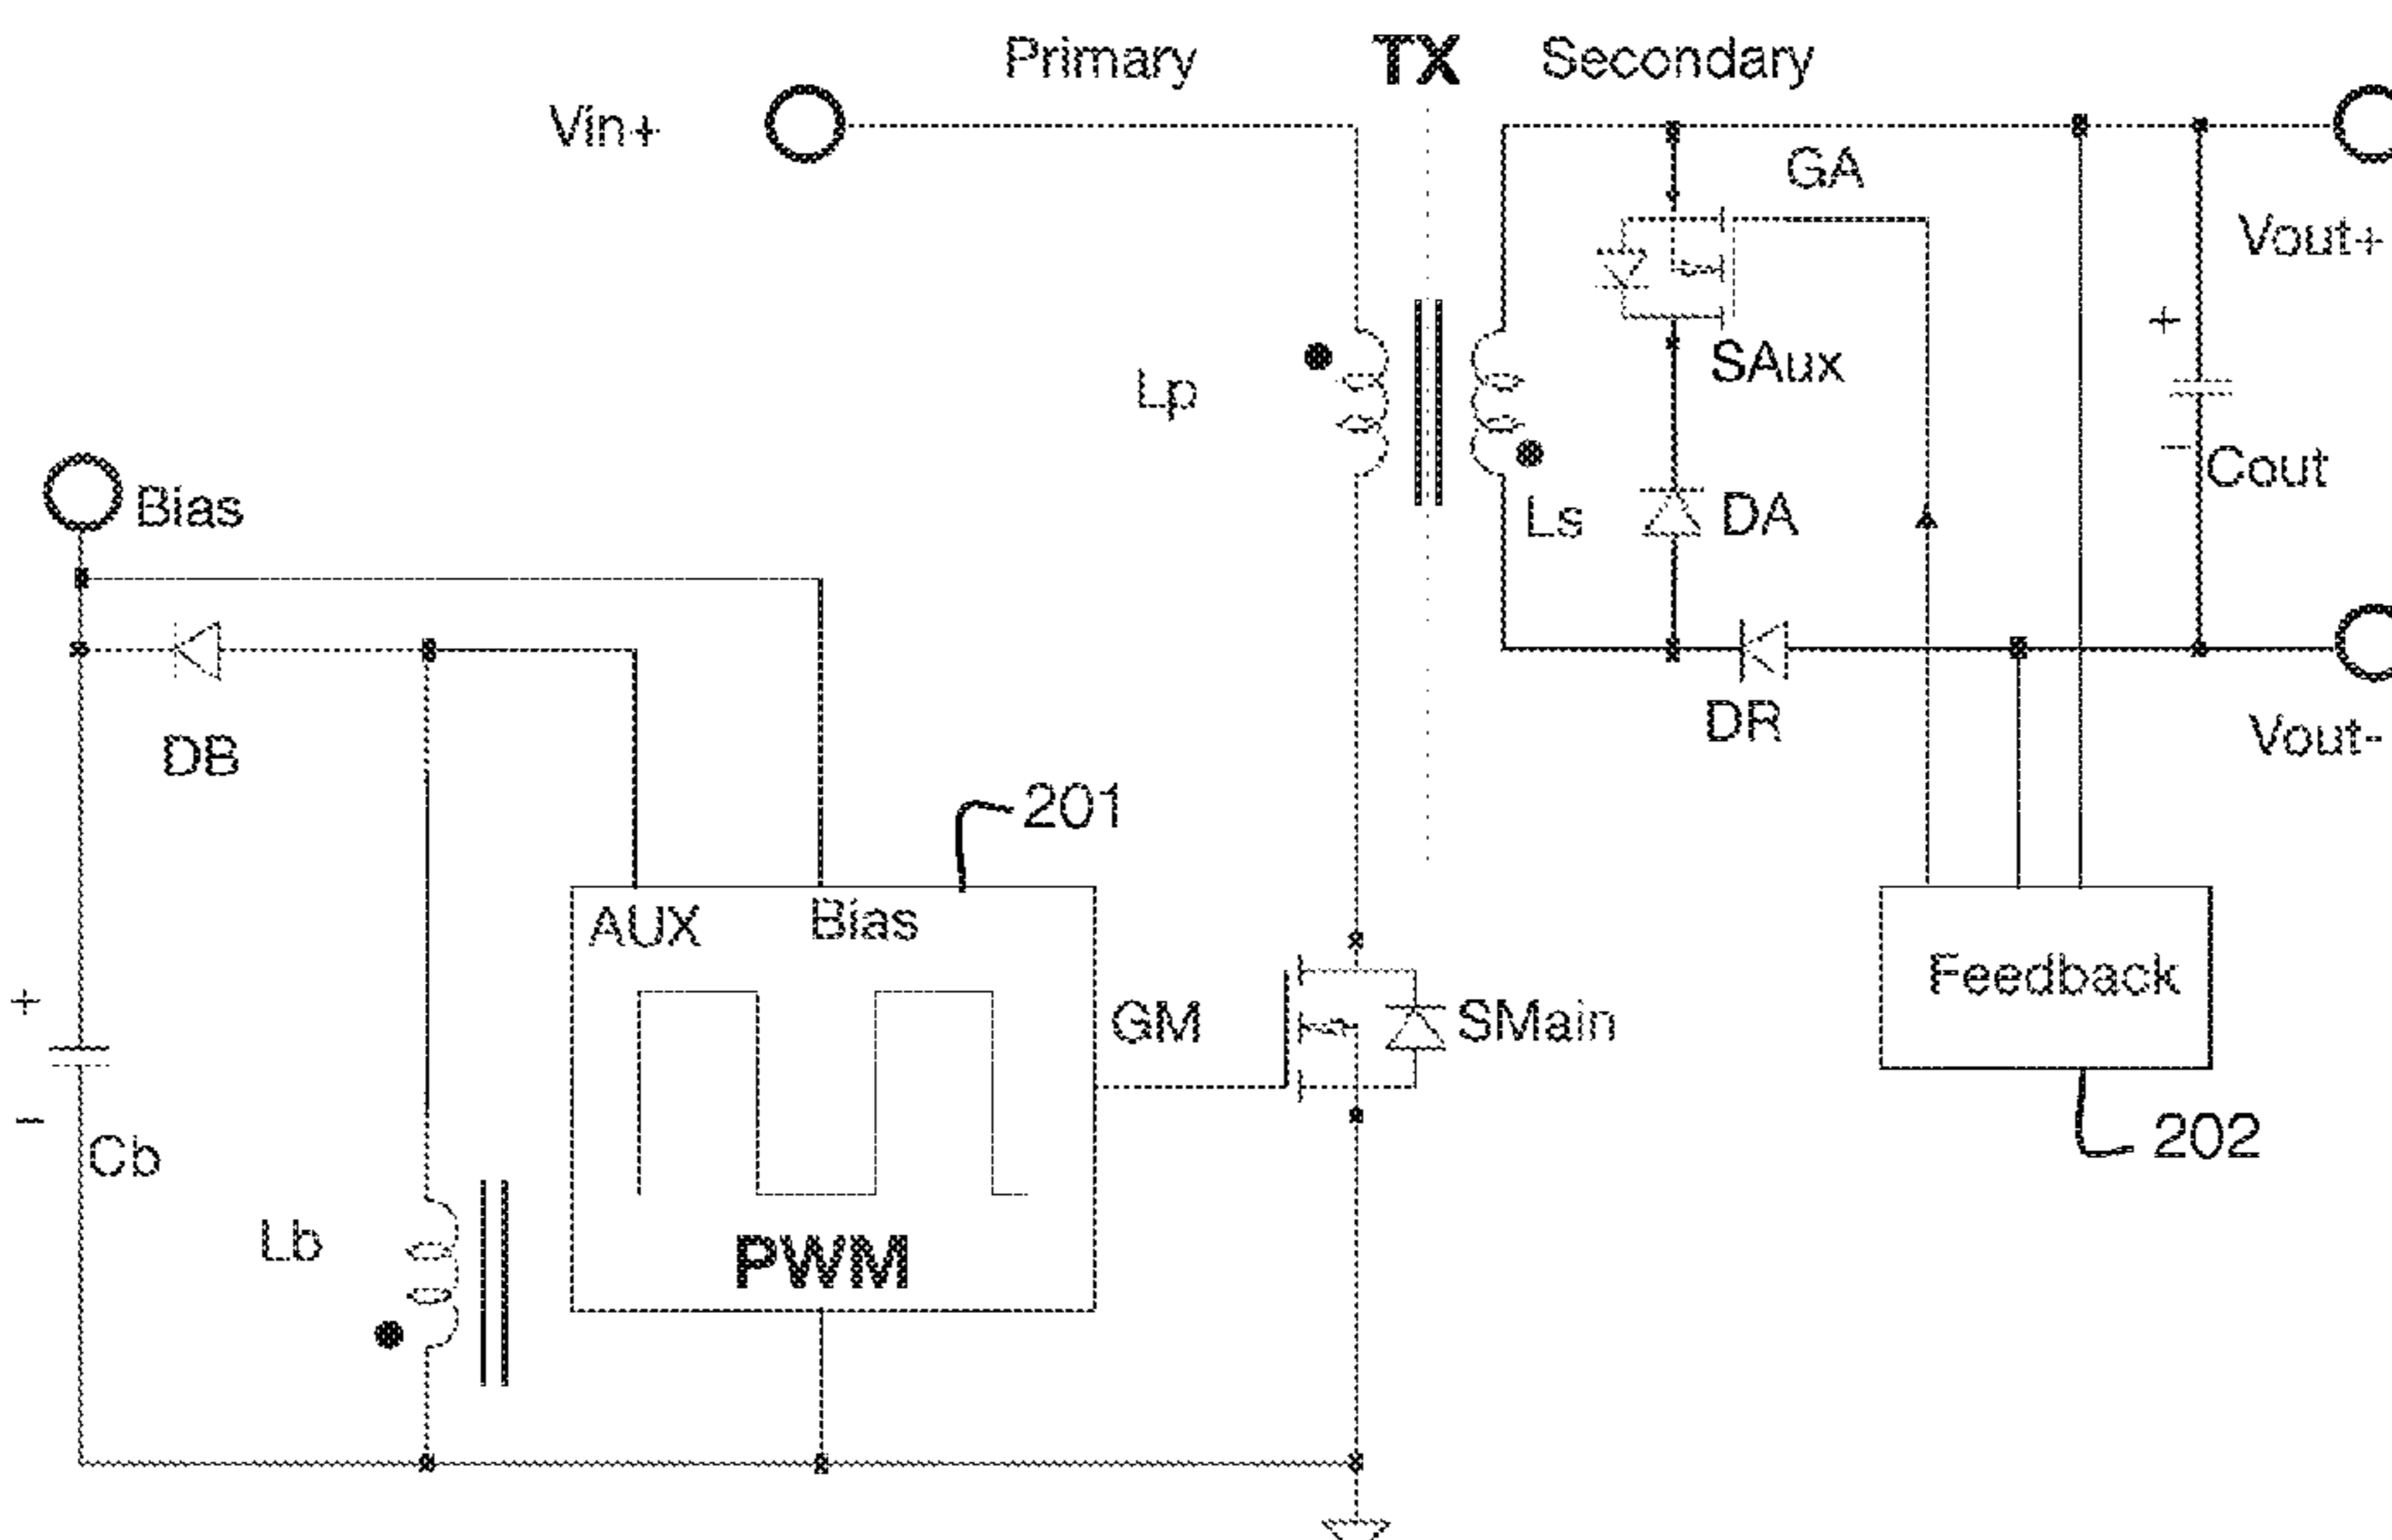 Primary TX Secondary
Vin+
GA
Vout+
+
SAux
Lp
−
Cout
Bias
Ls
DA
DR
Vout-
DB
201
AUX Bias
Feedback
+
GM
SMain
−
Cb
202
Lb
PWM